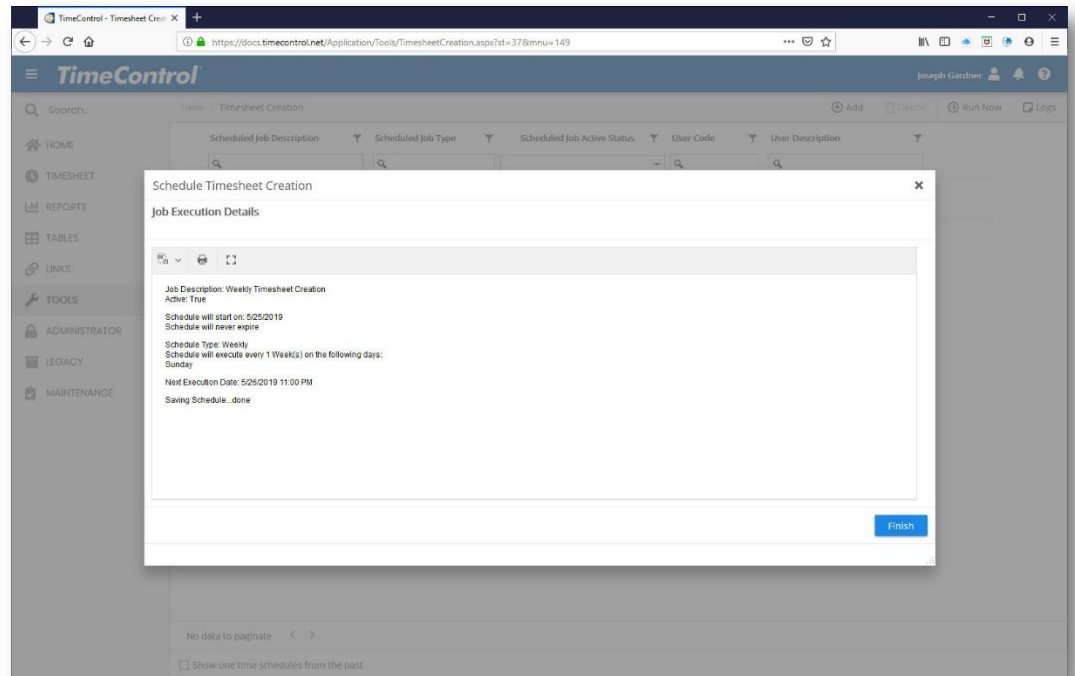 TimeControl - Timesheet Creat
https://docs.timecontrol.net/Application/Tools/TimesheetCreation.aspx?st=37&mnu=149
TimeControl
Joseph Gardner
Search...
Tools > Timesheet Creation
Add
Delete
Run Now
Logs
HOME
TIMESHEET
REPORTS
TABLES
LINKS
TOOLS
ADMINISTRATOR
LEGACY
MAINTENANCE
Scheduled Job Description
Scheduled Job Type
Scheduled Job Active Status
User Code
User Description
Schedule Timesheet Creation
Job Execution Details
Job Description: Weekly Timesheet Creation
Active: True
Schedule will start on: 5/25/2019
Schedule will never expire
Schedule Type: Weekly
Schedule will execute every 1 Week(s) on the following days:
Sunday
Next Execution Date: 5/26/2019 11:00 PM
Saving Schedule...done
Finish
No data to paginate
Show one time schedules from the past